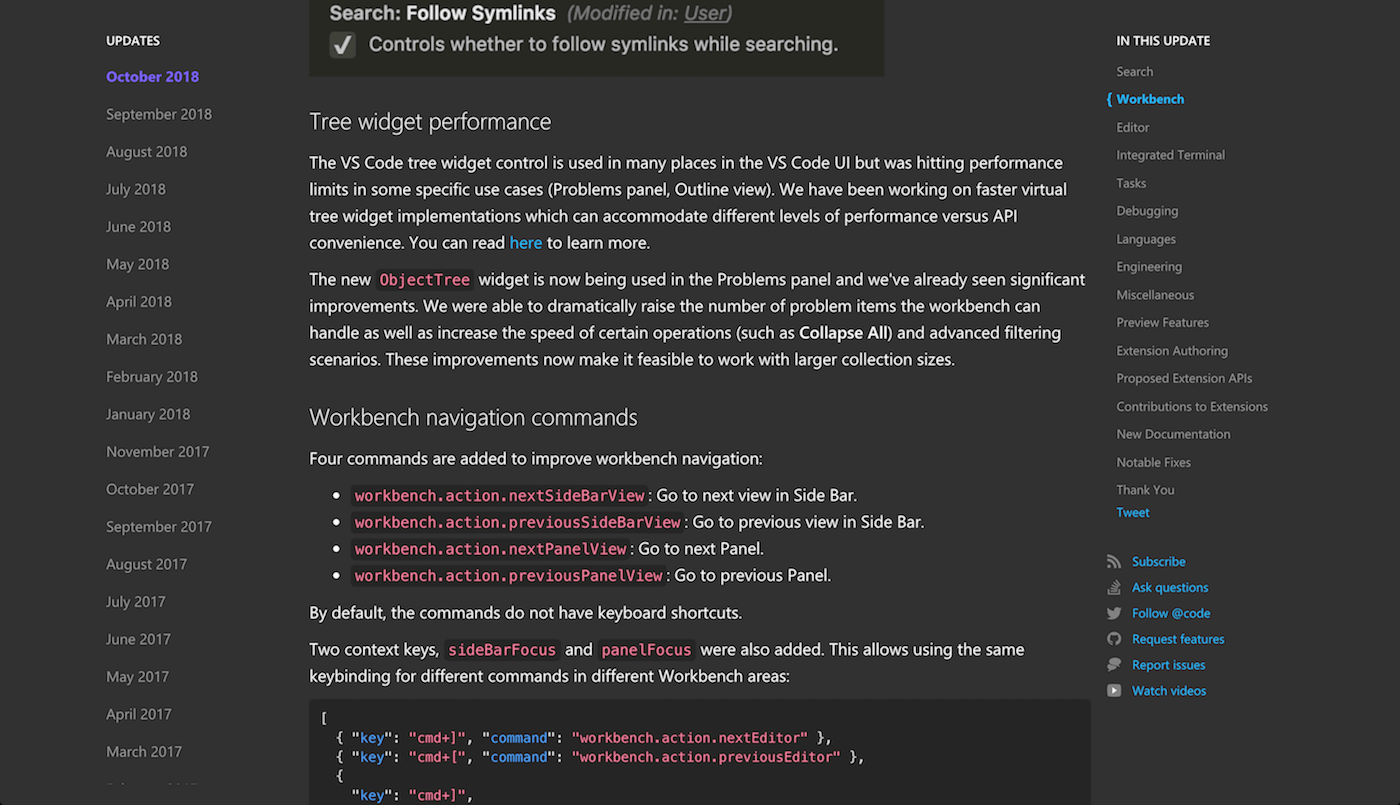 UPDATES
October 2018
September 2018
August 2018
July 2018
June 2018
May 2018
April 2018
March 2018
February 2018
January 2018
November 2017
October 2017
September 2017
August 2017
July 2017
June 2017
May 2017
April 2017
March 2017
Search: Follow Symlinks (Modified in: User)
Controls whether to follow symlinks while searching.
Tree widget performance
The VS Code tree widget control is used in many places in the VS Code UI but was hitting performance
limits in some specific use cases (Problems panel, Outline view). We have been working on faster virtual
tree widget implementations which can accommodate different levels of performance versus API
convenience. You can read here to learn more.
The new ObjectTree widget is now being used in the Problems panel and we've already seen significant
improvements. We were able to dramatically raise the number of problem items the workbench can
handle as well as increase the speed of certain operations (such as Collapse All) and advanced filtering
scenarios. These improvements now make it feasible to work with larger collection sizes.
Workbench navigation commands
Four commands are added to improve workbench navigation:
• workbench.action.nextSideBarView: Go to next view in Side Bar.
• workbench.action.previousSideBarView: Go to previous view in Side Bar.
• workbench.action.nextPanelView: Go to next Panel.
• workbench.action.previousPanelView: Go to previous Panel.
By default, the commands do not have keyboard shortcuts.
Two context keys, sideBarFocus and panelFocus were also added. This allows using the same
keybinding for different commands in different Workbench areas:
[
{ "key": "cmd+]", "command": "workbench.action.nextEditor" },
{ "key": "cmd+[", "command": "workbench.action.previousEditor" },
{
"key": "cmd+]",
IN THIS UPDATE
Search
{ Workbench
Editor
Integrated Terminal
Tasks
Debugging
Languages
Engineering
Miscellaneous
Preview Features
Extension Authoring
Proposed Extension APIs
Contributions to Extensions
New Documentation
Notable Fixes
Thank You
Tweet
Subscribe
Ask questions
Follow @code
Request features
Report issues
Watch videos